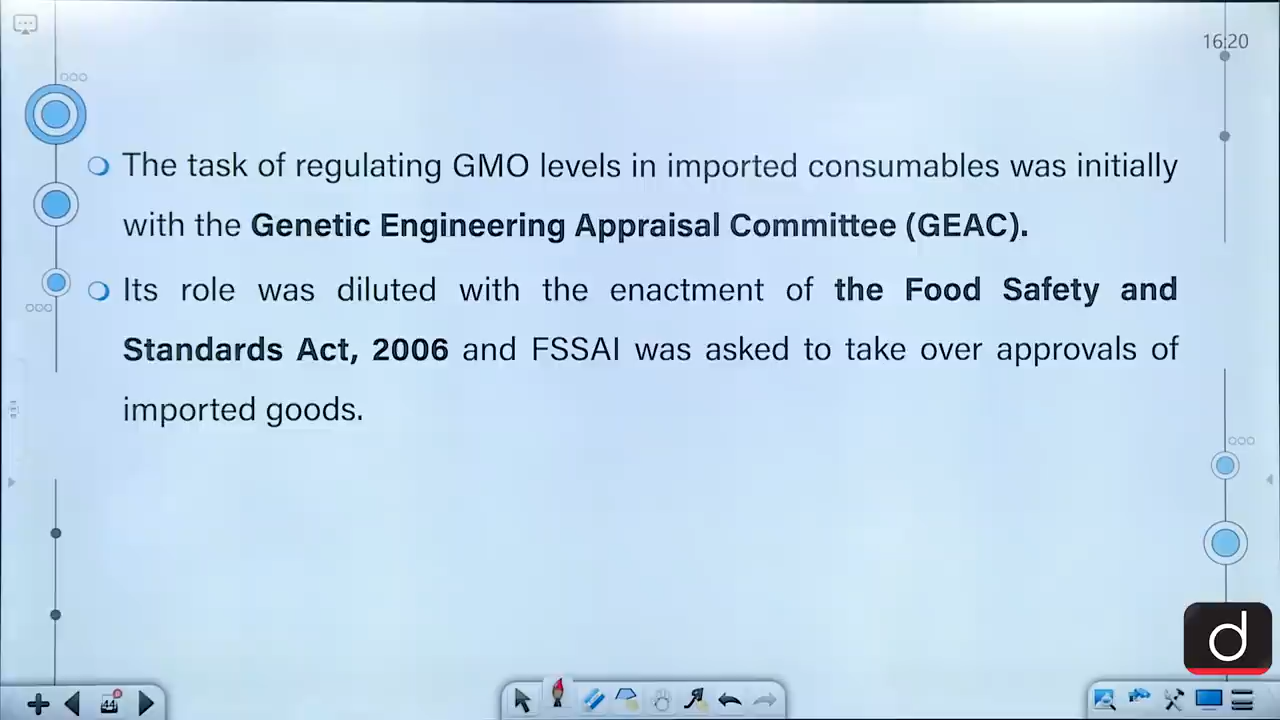 16:20
The task of regulating GMO levels in imported consumables was initially
with the Genetic Engineering Appraisal Committee (GEAC).
Its role was diluted with the enactment of the Food Safety and
Standards Act, 2006 and FSSAI was asked to take over approvals of
imported goods.
d
44